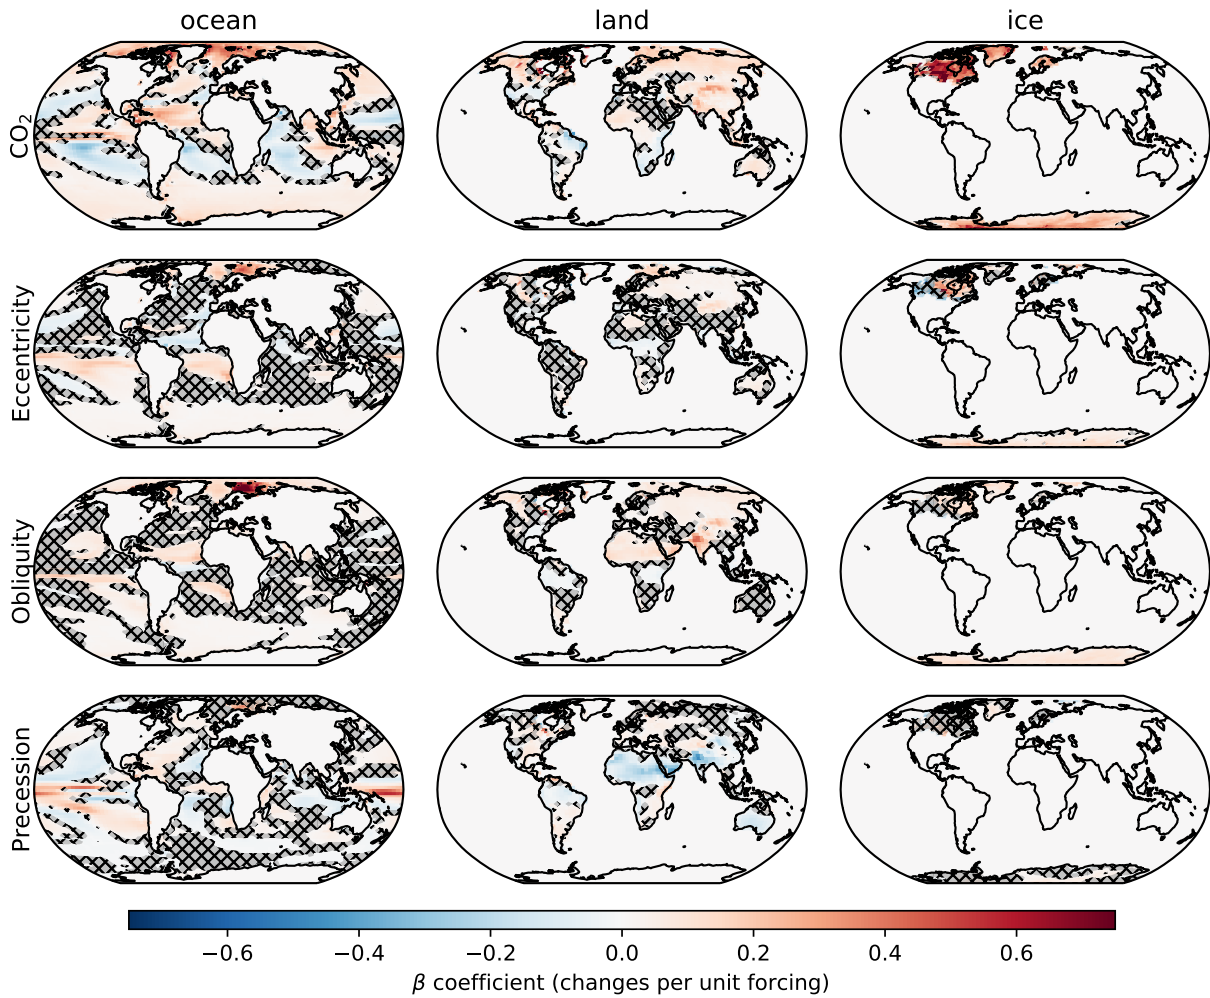 ocean land ice
CO₂
Eccentricity
Obliquity
Precession
−0.6 −0.4 −0.2 0.0 0.2 0.4 0.6
β coefficient (changes per unit forcing)